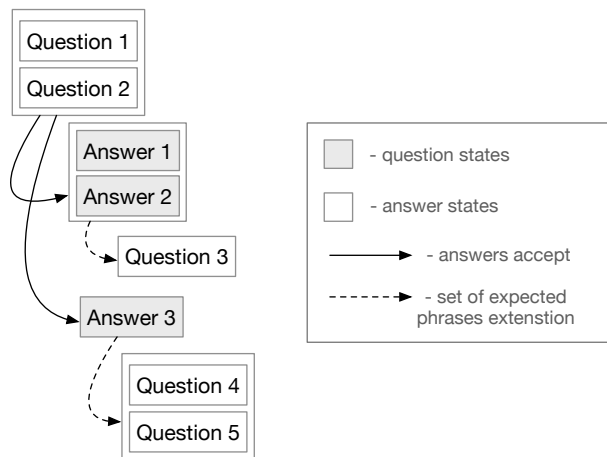 Question 1
Question 2
Answer 1
Answer 2
Question 3
Answer 3
Question 4
Question 5
- question states
- answer states
- answers accept
- set of expected
phrases extenstion